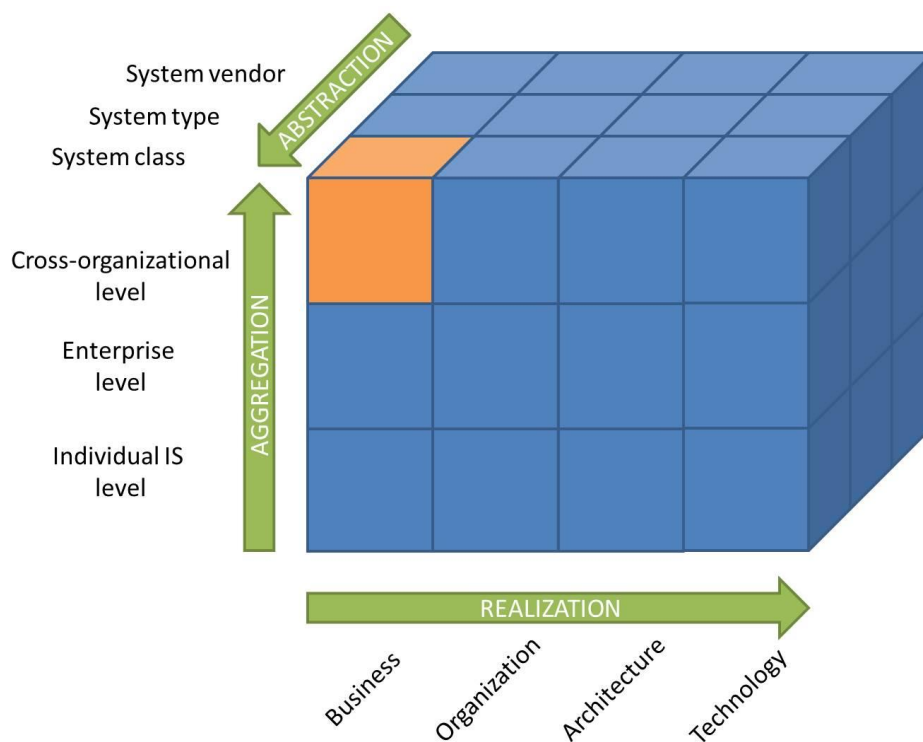 System vendor
System type
System class
ABSTRACTION
Cross-organizational
level
Enterprise
level
Individual IS
level
AGGREGATION
REALIZATION
Business
Organization
Architecture
Technology